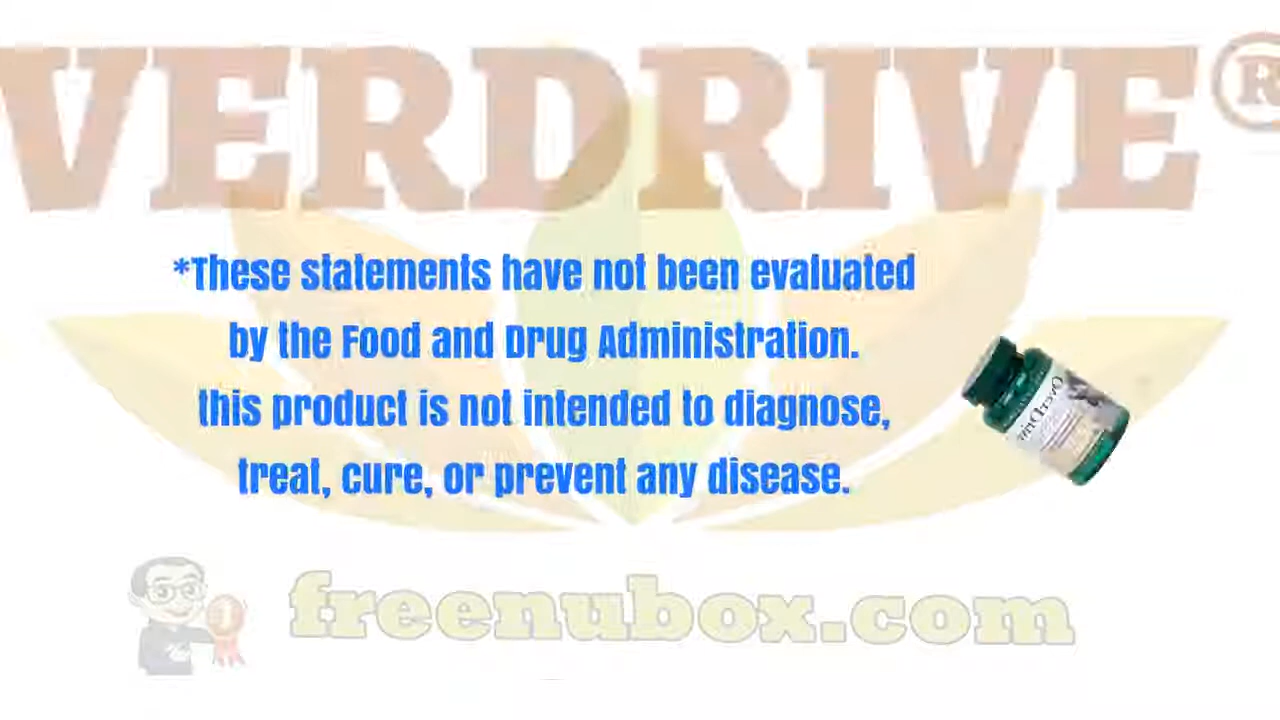 VERDRIVE®
*These statements have not been evaluated
by the Food and Drug Administration.
this product is not intended to diagnose,
treat, cure, or prevent any disease.
1
freenubox.com